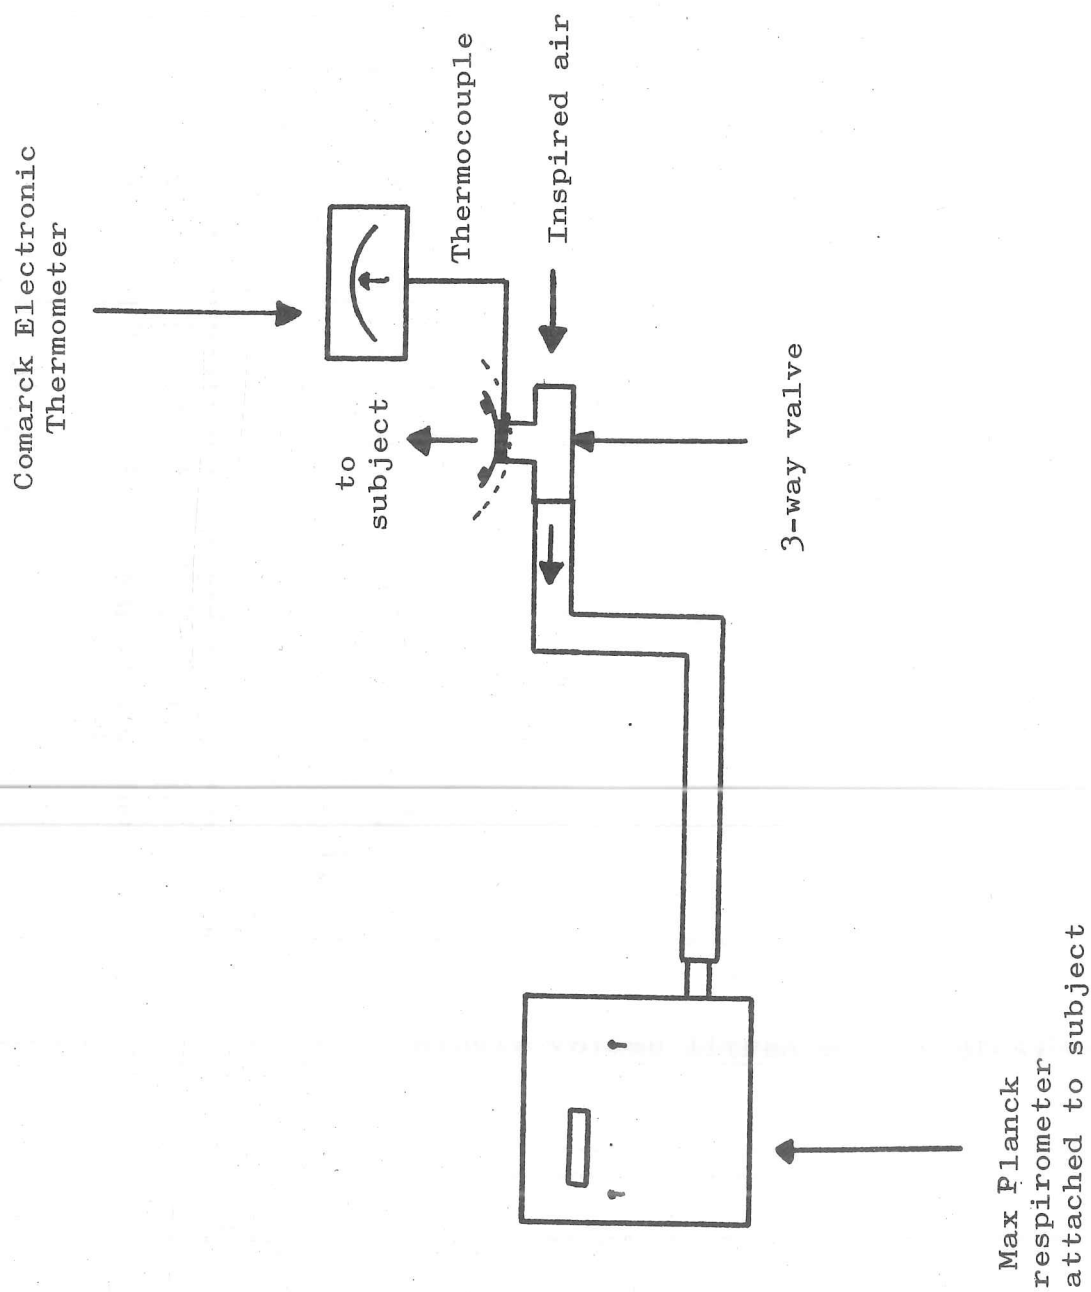 Comarck Electronic
Thermometer
Thermocouple
Inspired air
to
subject
3-way valve
Max Planck
respirometer
attached to subject